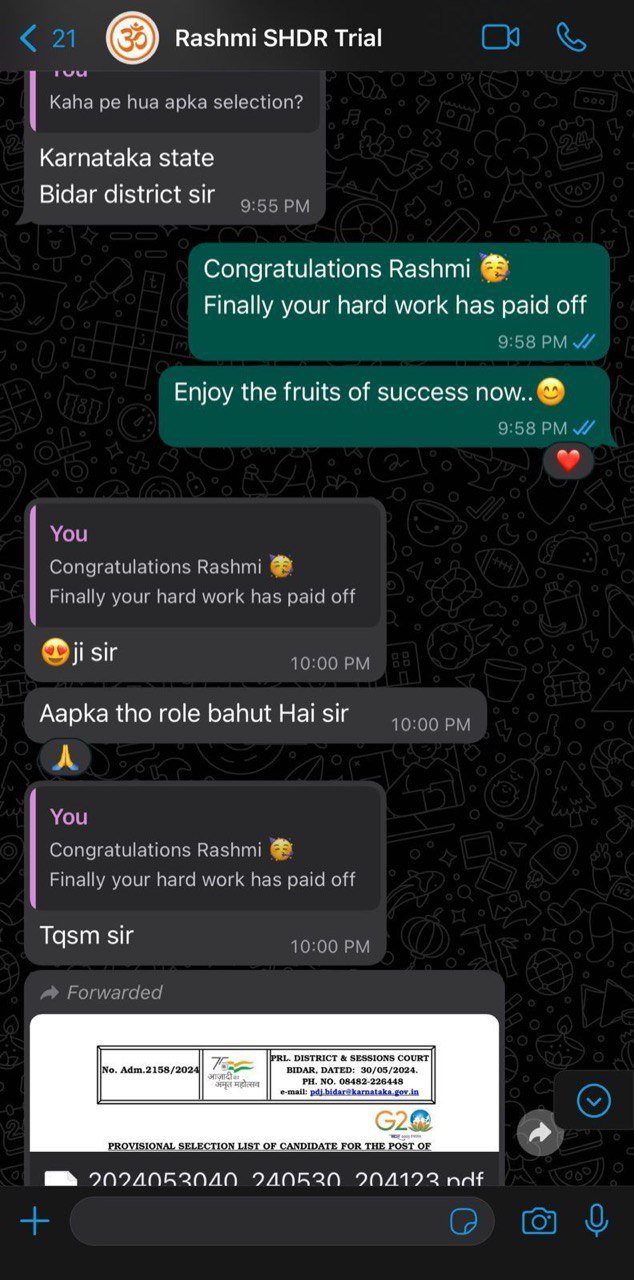 21
Rashmi SHDR Trial
You
Kaha pe hua apka selection?
Karnataka state
Bidar district sir
9:55 PM
Congratulations Rashmi 🥳
Finally your hard work has paid off
9:58 PM
Enjoy the fruits of success now..😊
9:58 PM
❤️
You
Congratulations Rashmi 🥳
Finally your hard work has paid off
😍ji sir
10:00 PM
Aapka tho role bahut Hai sir
10:00 PM
🙏
You
Congratulations Rashmi 🥳
Finally your hard work has paid off
Tqsm sir
10:00 PM
Forwarded
No. Adm.2158/2024
आज़ादी का
अमृत महोत्सव
PRL. DISTRICT & SESSIONS COURT
BIDAR, DATED: 30/05/2024.
PH. NO. 08482-226448
e-mail: pdj.bidar@karnataka.gov.in
G20
PROVISIONAL SELECTION LIST OF CANDIDATE FOR THE POST OF
2024053040_240530_204123.pdf